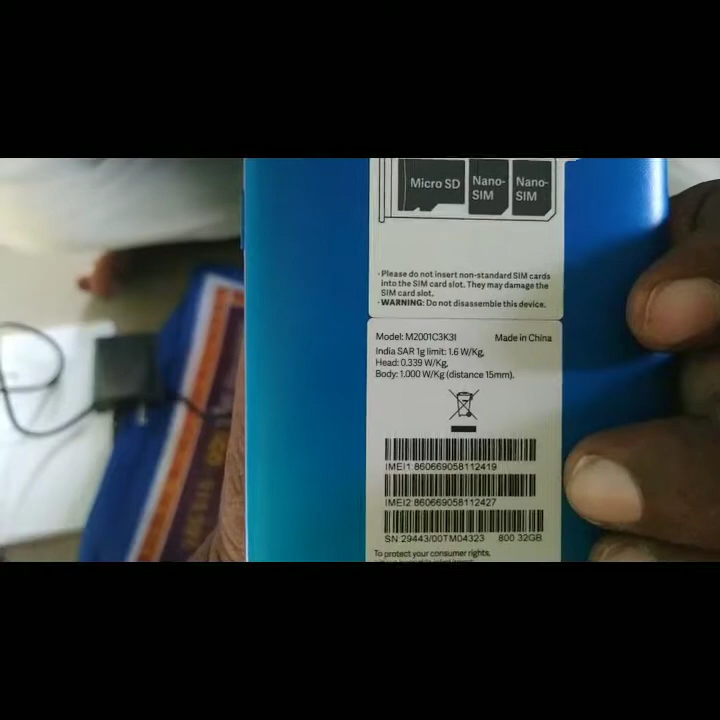 Micro SD
Nano-
SIM
Nano-
SIM
· Please do not insert non-standard SIM cards
into the SIM card slot. They may damage the
SIM card slot.
· WARNING: Do not disassemble this device.
Model: M2001C3K3I Made in China
India SAR 1g limit: 1.6 W/Kg,
Head: 0.339 W/Kg,
Body: 1.000 W/Kg (distance 15mm).
IMEI1:860669058112419
IMEI2:860669058112427
SN:29443/00TM04323 800 32GB
To protect your consumer rights,